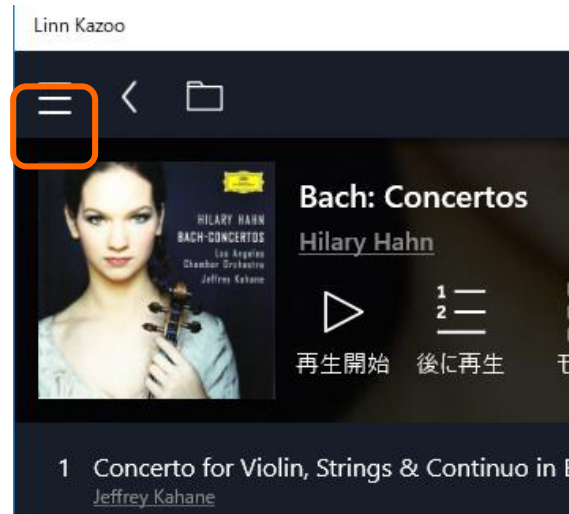 Linn Kazoo
HILARY HAHN
BACH·CONCERTOS
Los Angeles
Chamber Orchestra
Jeffrey Kahane
Bach: Concertos
Hilary Hahn
1
2
再生開始
後に再生
1 Concerto for Violin, Strings & Continuo in
Jeffrey Kahane